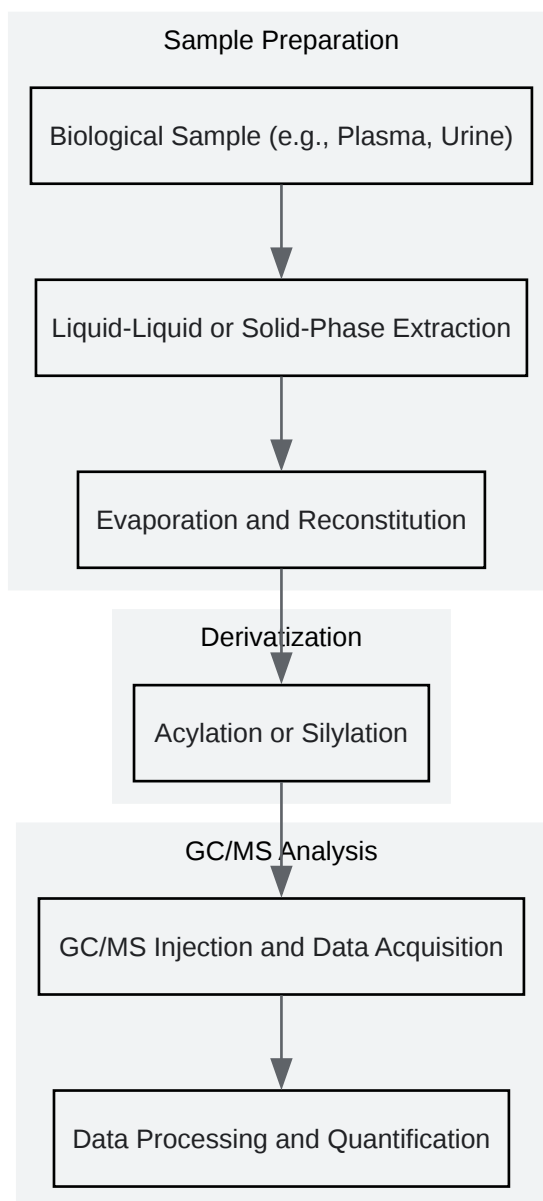 Sample Preparation
Biological Sample (e.g., Plasma, Urine)
Liquid-Liquid or Solid-Phase Extraction
Evaporation and Reconstitution
Derivatization
Acylation or Silylation
GC/MS Analysis
GC/MS Injection and Data Acquisition
Data Processing and Quantification